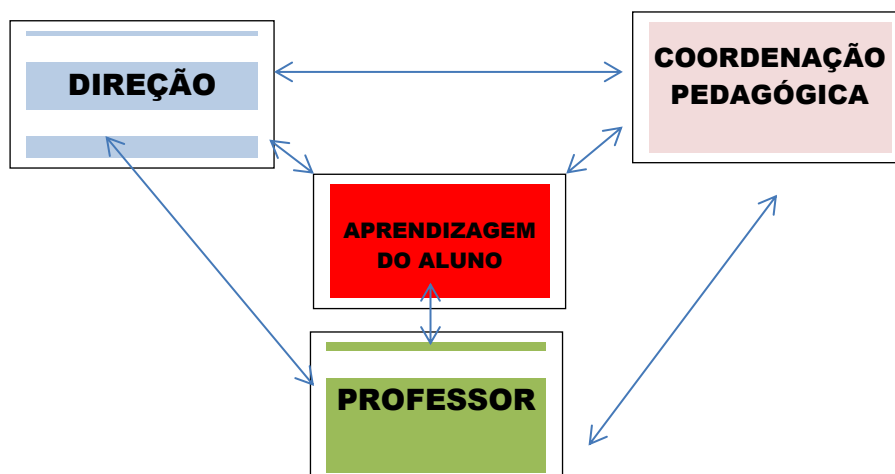 DIREÇÃO
COORDENAÇÃO
PEDAGÓGICA
APRENDIZAGEM
DO ALUNO
PROFESSOR